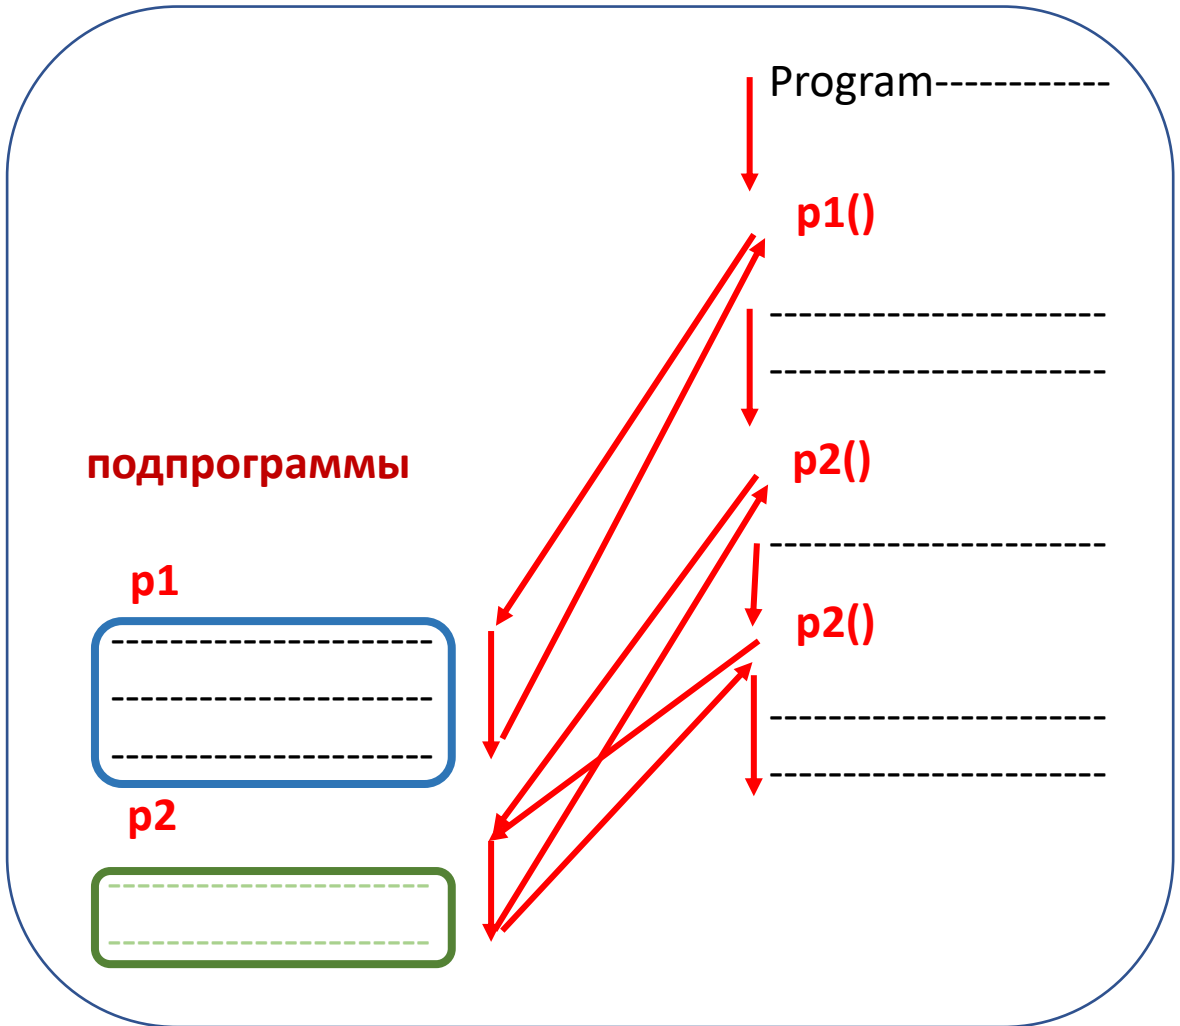 Program------------
p1()
p2()
подпрограммы
p1
p2()
p2